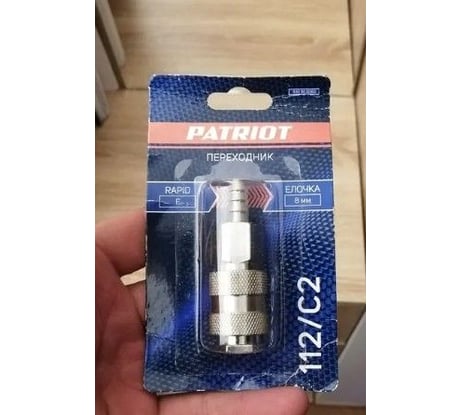 PATRIOT
ПЕРЕХОДНИК
RAPID
F
ЕЛОЧКА
8 мм
112/C2